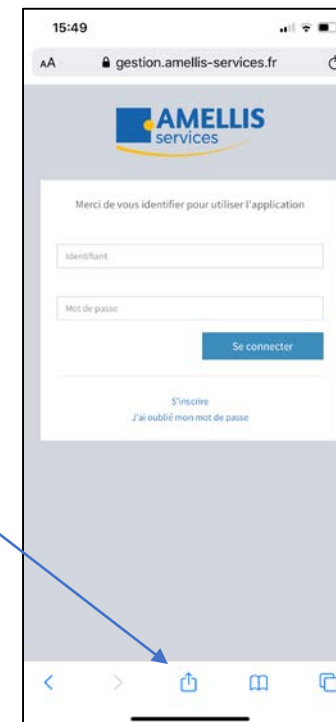 15:49
AA gestion.amellis-services.fr
AMELLIS
services
Merci de vous identifier pour utiliser l'application
Identifiant
Mot de passe
Se connecter
S'inscrire
J'ai oublié mon mot de passe